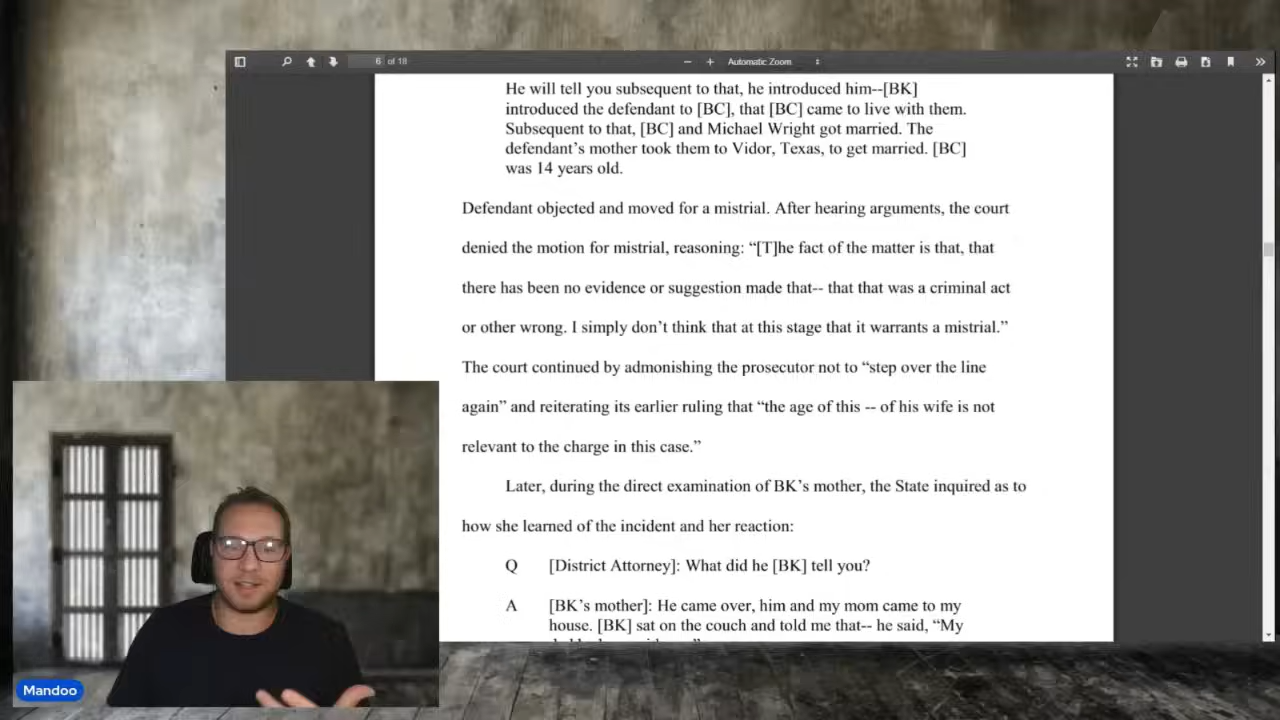 6 of 18
Automatic Zoom
He will tell you subsequent to that, he introduced him--[BK]
introduced the defendant to [BC], that [BC] came to live with them.
Subsequent to that, [BC] and Michael Wright got married. The
defendant’s mother took them to Vidor, Texas, to get married. [BC]
was 14 years old.
Defendant objected and moved for a mistrial. After hearing arguments, the court
denied the motion for mistrial, reasoning: “[T]he fact of the matter is that, that
there has been no evidence or suggestion made that-- that that was a criminal act
or other wrong. I simply don’t think that at this stage that it warrants a mistrial.”
The court continued by admonishing the prosecutor not to “step over the line
again” and reiterating its earlier ruling that “the age of this -- of his wife is not
relevant to the charge in this case.”
Later, during the direct examination of BK’s mother, the State inquired as to
how she learned of the incident and her reaction:
Q [District Attorney]: What did he [BK] tell you?
A [BK’s mother]: He came over, him and my mom came to my
house. [BK] sat on the couch and told me that-- he said, “My
Mandoo